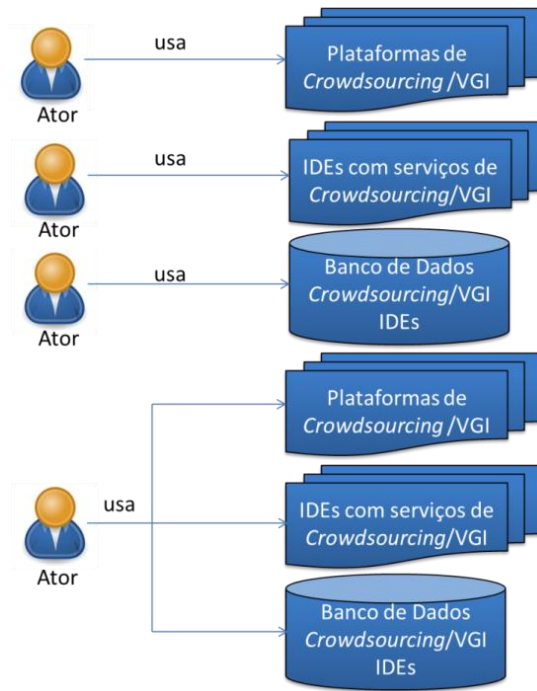 usa
Plataformas de
Crowdsourcing /VGI
Ator
usa
IDEs com serviços de
Crowdsourcing/VGI
Ator
usa
Banco de Dados
Crowdsourcing/VGI
IDEs
Ator
Plataformas de
Crowdsourcing /VGI
usa
IDEs com serviços de
Crowdsourcing/VGI
Ator
Banco de Dados
Crowdsourcing/VGI
IDEs